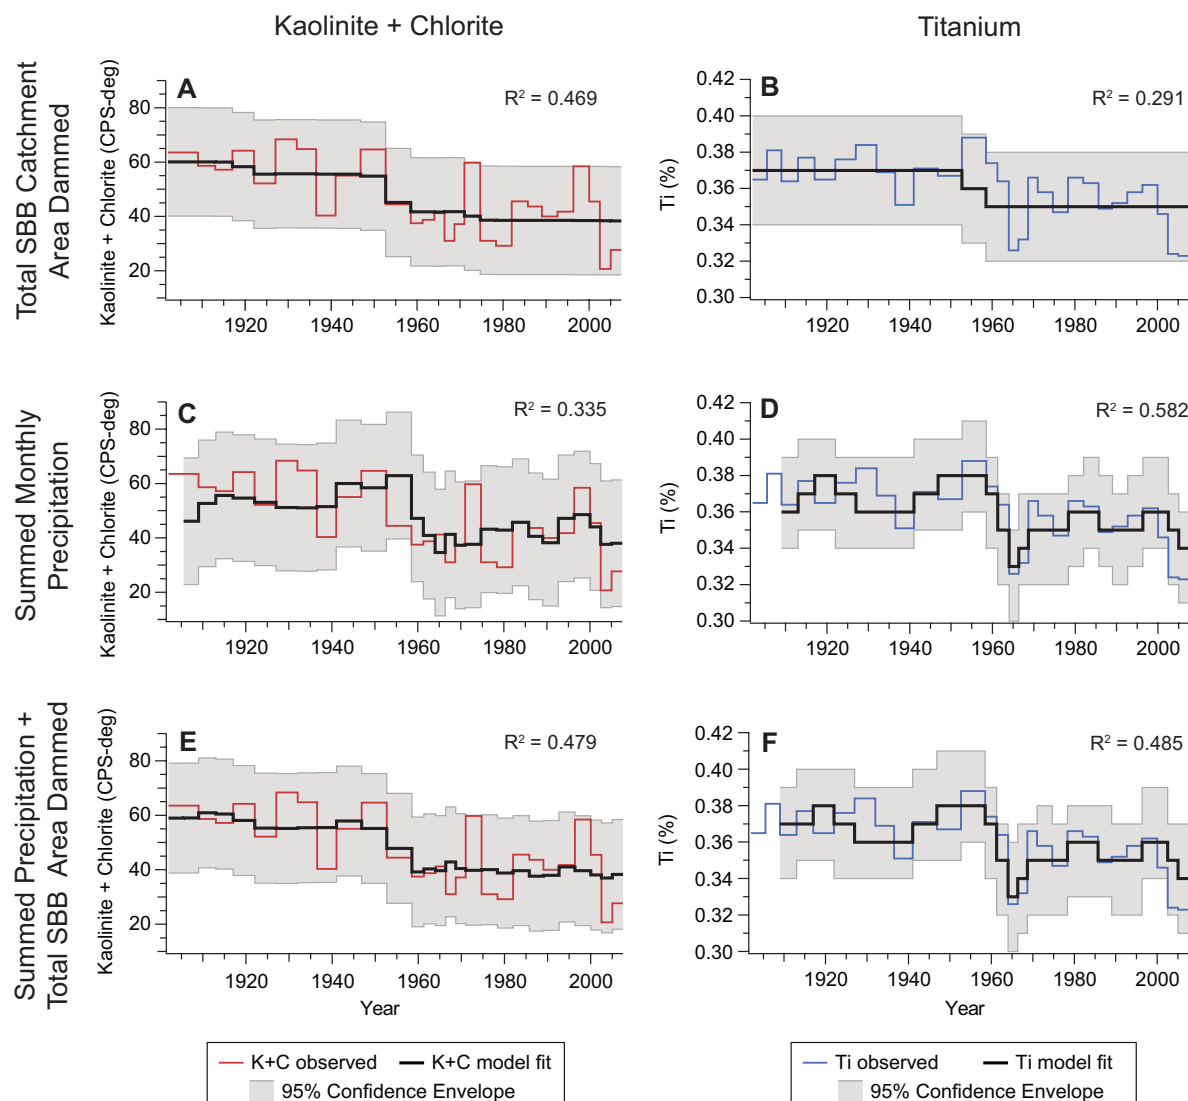 Kaolinite + Chlorite
Titanium
Total SBB Catchment
Area Dammed
Kaolinite + Chlorite (CPS-deg)
80
60
40
20
A
R² = 0.469
1920 1940 1960 1980 2000
Ti (%)
0.42
0.40
0.38
0.36
0.34
0.32
0.30
B
R² = 0.291
1920 1940 1960 1980 2000
Summed Monthly
Precipitation
Kaolinite + Chlorite (CPS-deg)
80
60
40
20
C
R² = 0.335
1920 1940 1960 1980 2000
Ti (%)
0.42
0.40
0.38
0.36
0.34
0.32
0.30
D
R² = 0.582
1920 1940 1960 1980 2000
Summed Precipitation +
Total SBB Area Dammed
Kaolinite + Chlorite (CPS-deg)
80
60
40
20
E
R² = 0.479
1920 1940 1960 1980 2000
Year
Ti (%)
0.42
0.40
0.38
0.36
0.34
0.32
0.30
F
R² = 0.485
1920 1940 1960 1980 2000
Year
K+C observed K+C model fit
95% Confidence Envelope
Ti observed Ti model fit
95% Confidence Envelope